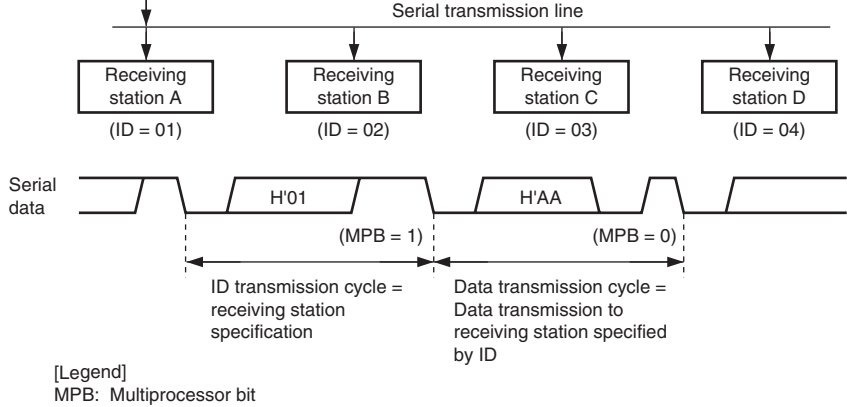 Serial transmission line
Receiving station A
Receiving station B
Receiving station C
Receiving station D
(ID = 01)
(ID = 02)
(ID = 03)
(ID = 04)
Serial data
H'01
H'AA
(MPB = 1)
(MPB = 0)
ID transmission cycle =
receiving station
specification
Data transmission cycle =
Data transmission to
receiving station specified
by ID
[Legend]
MPB: Multiprocessor bit